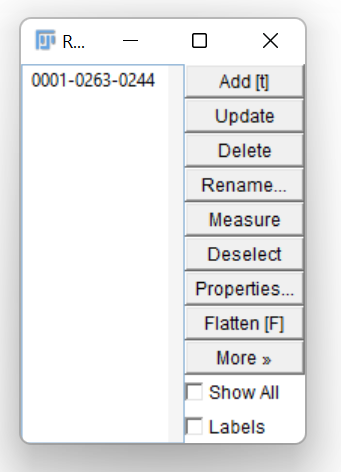 R...
0001-0263-0244
Add [t]
Update
Delete
Rename...
Measure
Deselect
Properties...
Flatten [F]
More »
Show All
Labels